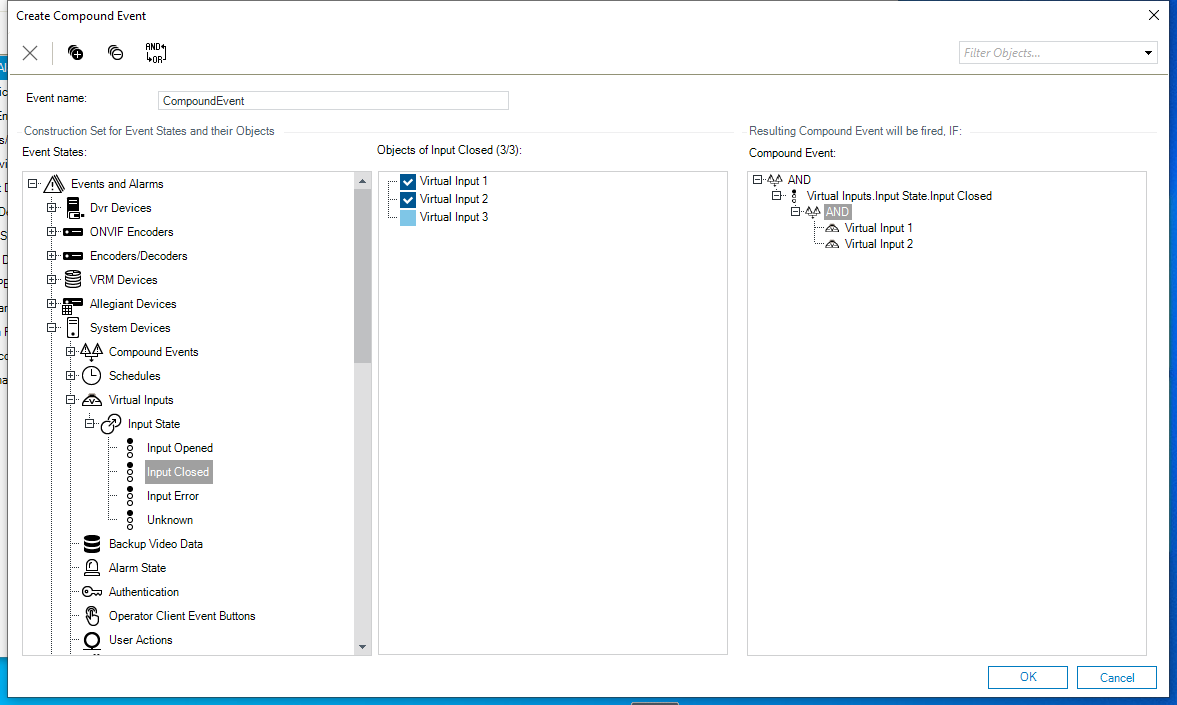 Create Compound Event
AND
OR
Filter Objects...
Event name:
CompoundEvent
Construction Set for Event States and their Objects
Resulting Compound Event will be fired, IF:
Event States:
Objects of Input Closed (3/3):
Compound Event:
Events and Alarms
Dvr Devices
ONVIF Encoders
Encoders/Decoders
VRM Devices
Allegiant Devices
System Devices
Compound Events
Schedules
Virtual Inputs
Input State
Input Opened
Input Closed
Input Error
Unknown
Backup Video Data
Alarm State
Authentication
Operator Client Event Buttons
User Actions
Virtual Input 1
Virtual Input 2
Virtual Input 3
AND
Virtual Inputs.Input State.Input Closed
AND
Virtual Input 1
Virtual Input 2
OK
Cancel